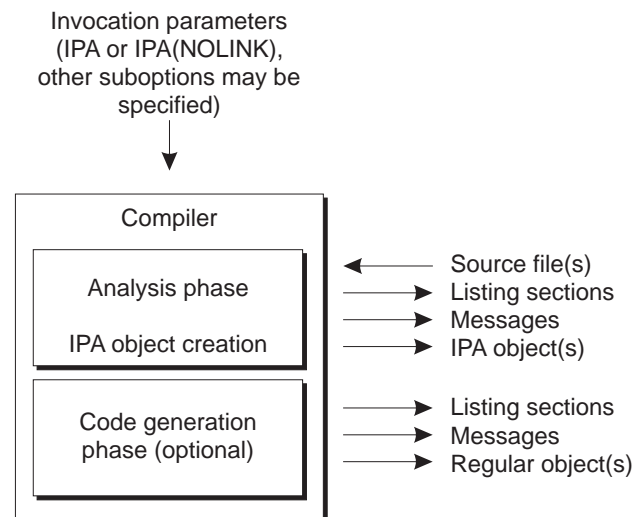 Invocation parameters
(IPA or IPA(NOLINK),
other suboptions may be
specified)
Compiler
Analysis phase
IPA object creation
Source file(s)
Listing sections
Messages
IPA object(s)
Code generation
phase (optional)
Listing sections
Messages
Regular object(s)